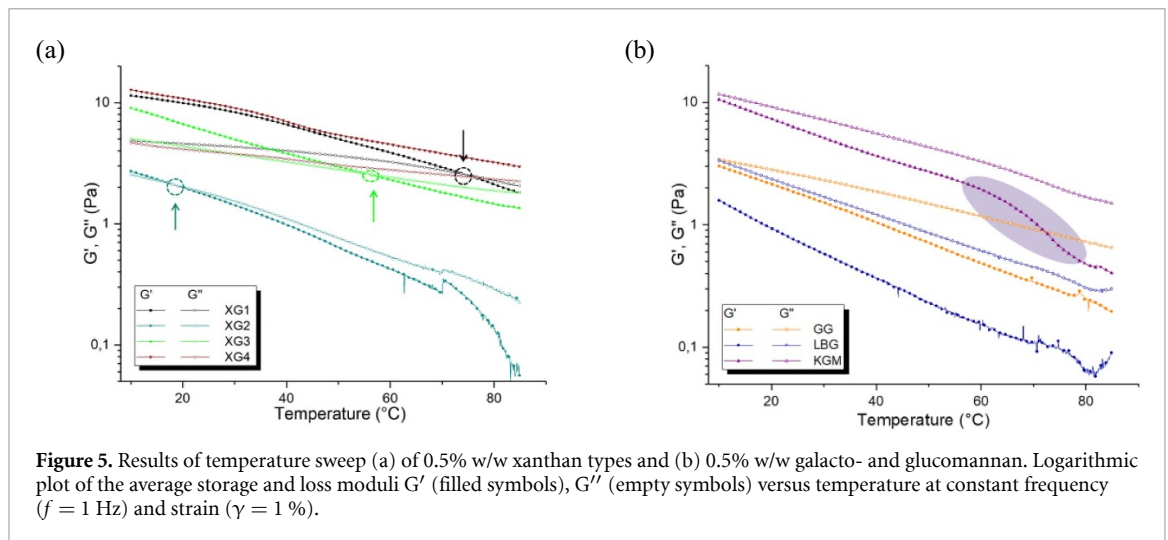 (a)
10
1
0,1
G', G'' (Pa)
20 40 60 80
Temperature (°C)
G' G''
XG1
XG2
XG3
XG4
(b)
10
1
0,1
G', G" (Pa)
20 40 60 80
Temperature (°C)
G' G"
GG
LBG
KGM
Figure 5. Results of temperature sweep (a) of 0.5% w/w xanthan types and (b) 0.5% w/w galacto- and glucomannan. Logarithmic
plot of the average storage and loss moduli G′ (filled symbols), G′′ (empty symbols) versus temperature at constant frequency
(f = 1 Hz) and strain (γ = 1 %).